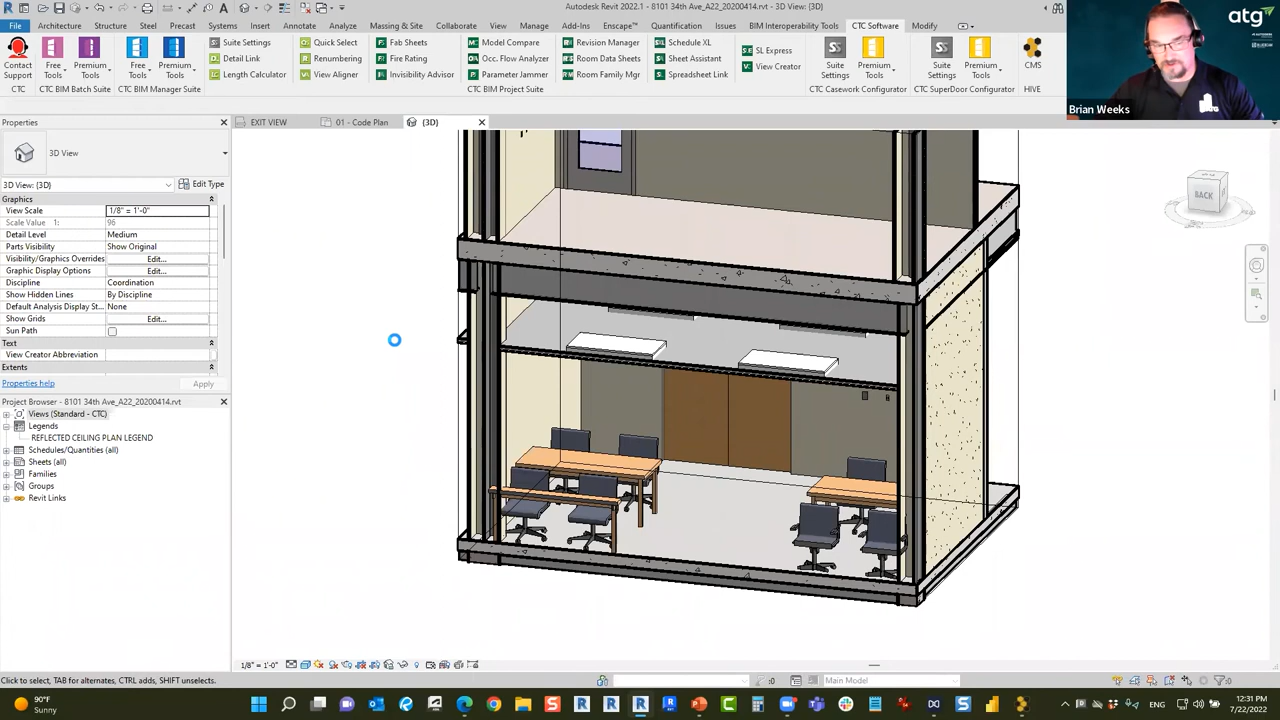 Autodesk Revit 2022.1 - 8101 34th Ave_A22_20200414.rvt - 3D View: {3D}
File Architecture Structure Steel Precast Systems Insert Annotate Analyze Massing & Site Collaborate View Manage Add-Ins Enscape™ Quantification Issues BIM Interoperability Tools CTC Software Modify
Contact Support
CTC
Free Tools
Premium Tools
CTC BIM Batch Suite
Free Tools
Premium Tools
CTC BIM Manager Suite
Suite Settings
Detail Link
Length Calculator
Quick Select
Renumbering
View Aligner
Fab Sheets
Fire Rating
Invisibility Advisor
Model Compare
Occ. Flow Analyzer
Parameter Jammer
Revision Manager
Room Data Sheets
Room Family Mgr
Schedule XL
Sheet Assistant
Spreadsheet Link
SL Express
View Creator
CTC BIM Project Suite
Suite Settings
Premium Tools
CTC Casework Configurator
Suite Settings
Premium Tools
CTC SuperDoor Configurator
CMS
HIVE
atg
Brian Weeks
Properties
EXIT VIEW
01 - Code Plan
{3D}
3D View
3D View: {3D}
Edit Type
Graphics
View Scale 1/8" = 1'-0"
Scale Value 1: 96
Detail Level Medium
Parts Visibility Show Original
Visibility/Graphics Overrides Edit...
Graphic Display Options Edit...
Discipline Coordination
Show Hidden Lines By Discipline
Default Analysis Display St... None
Show Grids Edit...
Sun Path
Text
View Creator Abbreviation
Extents
Properties help
Apply
Project Browser - 8101 34th Ave_A22_20200414.rvt
Views (Standard - CTC)
Legends
REFLECTED CEILING PLAN LEGEND
Schedules/Quantities (all)
Sheets (all)
Families
Groups
Revit Links
BACK
1/8" = 1'-0"
Click to select, TAB for alternates, CTRL adds, SHIFT unselects.
:0
Main Model
:0
90°F
Sunny
ENG
12:31 PM
7/22/2022